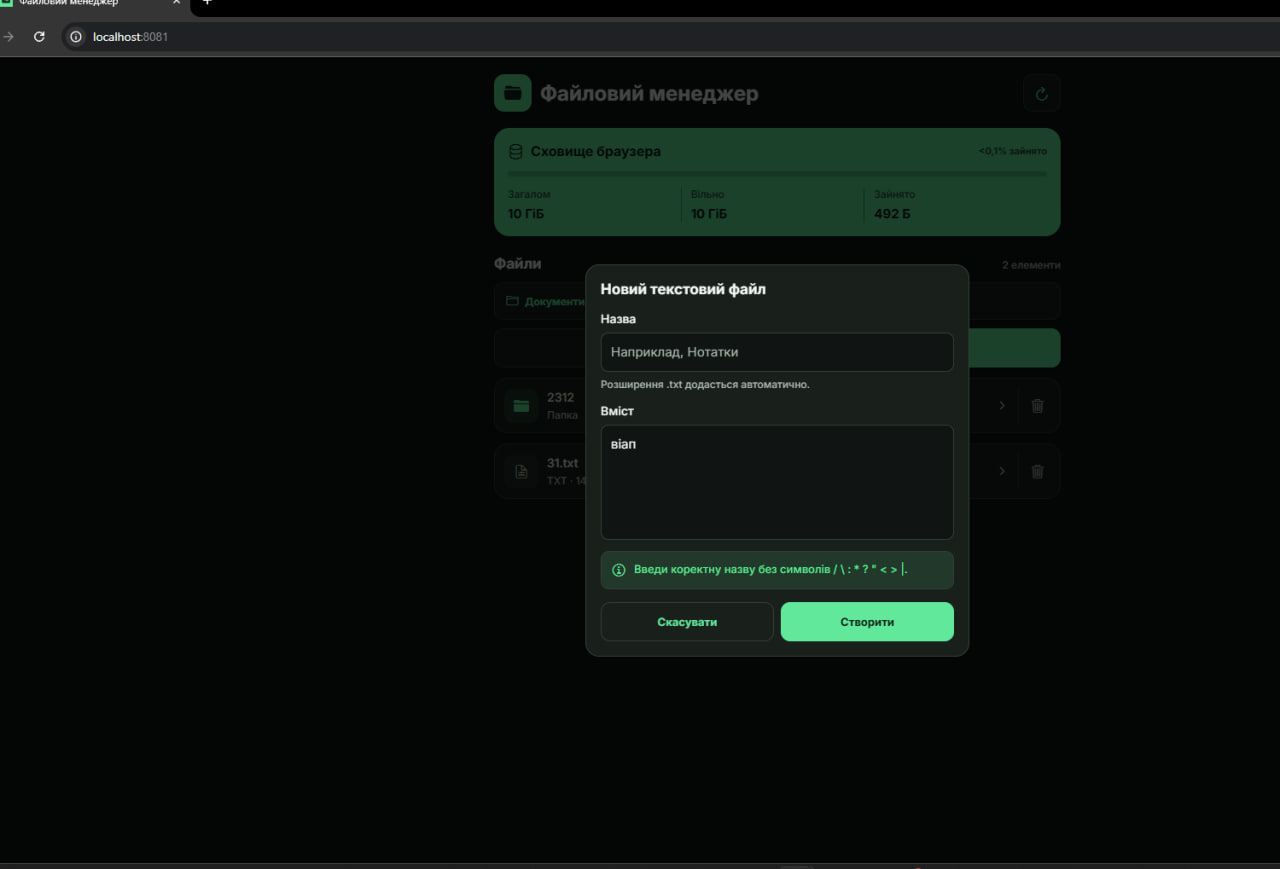 Файловий менеджер
localhost:8081
Файловий менеджер
Сховище браузера
<0,1% зайнято
Загалом
Вільно
Зайнято
10 ГіБ
10 ГіБ
492 Б
Файли
2 елементи
Документи
Новий текстовий файл
Назва
Наприклад, Нотатки
Розширення .txt додасться автоматично.
Вміст
віап
2312
Папка
31.txt
TXT · 14
Введи коректну назву без символів / \ : * ? " < > |.
Скасувати
Створити